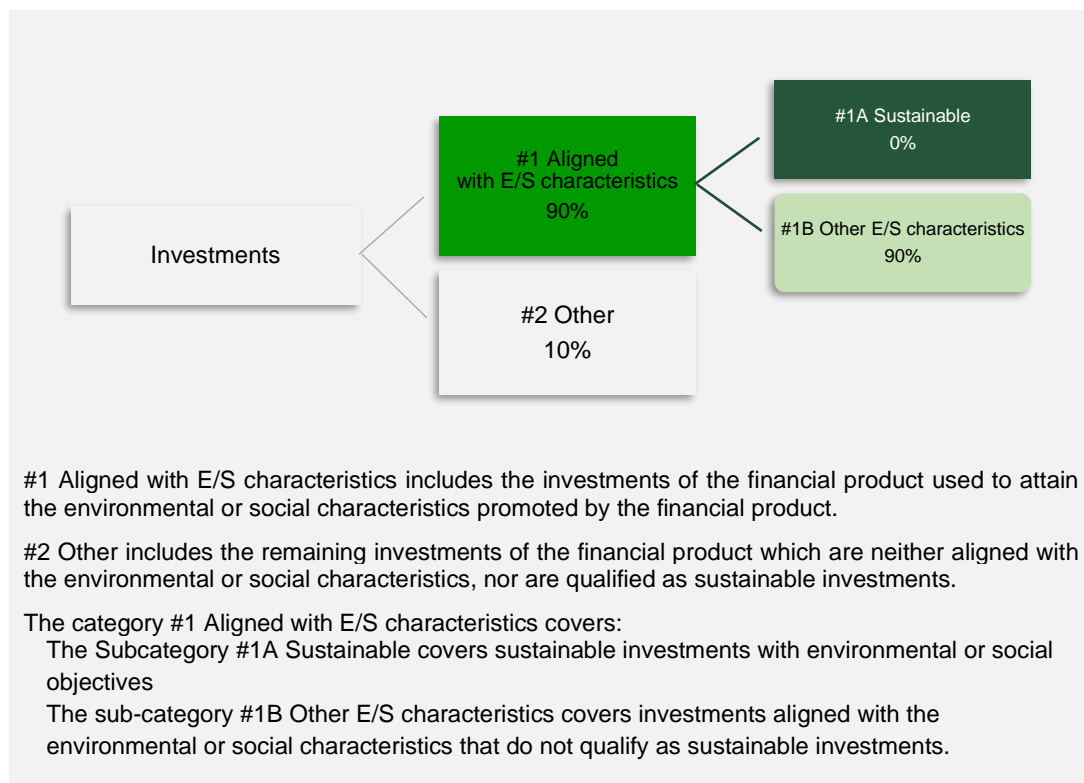 #1A Sustainable
0%
#1 Aligned
with E/S characteristics
90%
#1B Other E/S characteristics
90%
Investments
#2 Other
10%
#1 Aligned with E/S characteristics includes the investments of the financial product used to attain
the environmental or social characteristics promoted by the financial product.
#2 Other includes the remaining investments of the financial product which are neither aligned with
the environmental or social characteristics, nor are qualified as sustainable investments.
The category #1 Aligned with E/S characteristics covers:
The Subcategory #1A Sustainable covers sustainable investments with environmental or social
objectives
The sub-category #1B Other E/S characteristics covers investments aligned with the
environmental or social characteristics that do not qualify as sustainable investments.